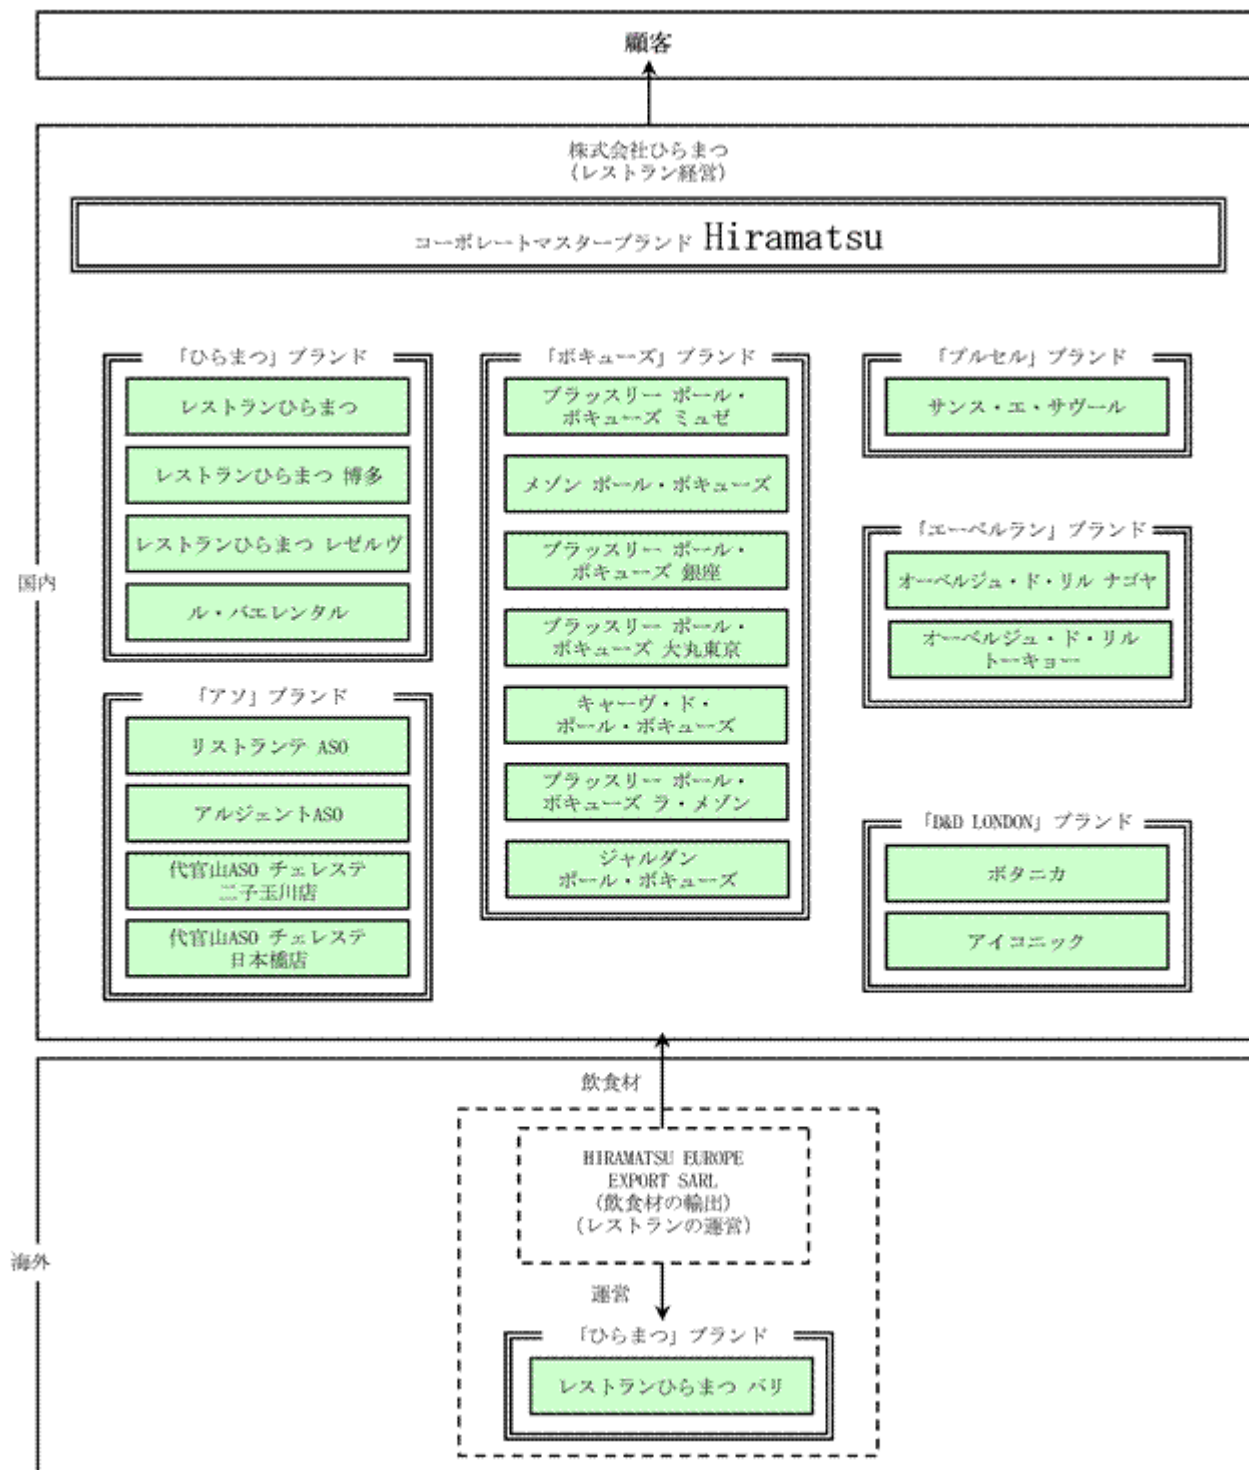 顧客
株式会社ひらまつ
(レストラン経営)
コーポレートマスターブランド Hiramatsu
国内
「ひらまつ」ブランド
レストランひらまつ
レストランひらまつ 博多
レストランひらまつ レゼルヴ
ル・バエレンタル
「アソ」ブランド
リストランテ ASO
アルジェントASO
代官山ASO チェレステ
二子玉川店
代官山ASO チェレステ
日本橋店
「ボキューズ」ブランド
ブラッスリー ポール・
ボキューズ ミュゼ
メゾン ポール・ボキューズ
ブラッスリー ポール・
ボキューズ 銀座
ブラッスリー ポール・
ボキューズ 大丸東京
キャーヴ・ド・
ポール・ボキューズ
ブラッスリー ポール・
ボキューズ ラ・メゾン
ジャルダン
ポール・ボキューズ
「プルセル」ブランド
サンス・エ・サヴール
「エーベルラン」ブランド
オーベルジュ・ド・リル ナゴヤ
オーベルジュ・ド・リル
トーキョー
「D&D LONDON」ブランド
ボタニカ
アイコニック
海外
飲食材
HIRAMATSU EUROPE
EXPORT SARL
(飲食材の輸出)
(レストランの運営)
運営
「ひらまつ」ブランド
レストランひらまつ パリ